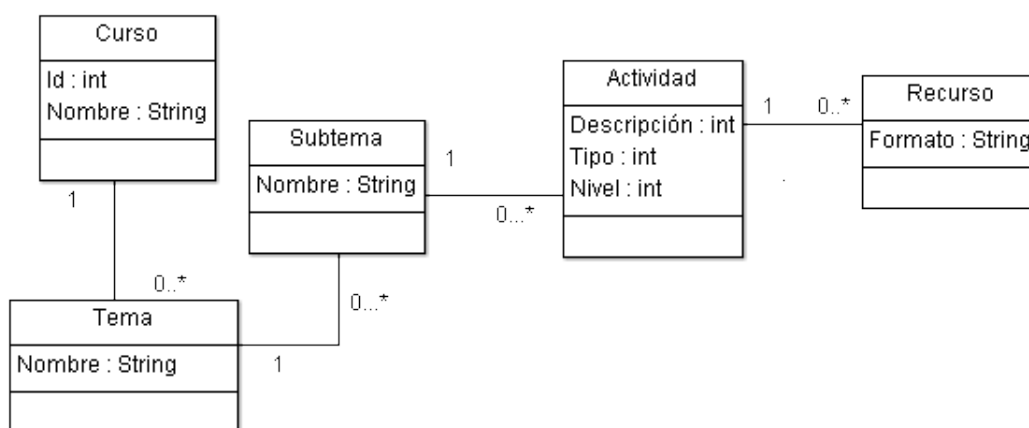 Curso
Id : int
Nombre : String
1
0..*
Tema
Nombre : String
1
0...*
Subtema
Nombre : String
1
0...*
Actividad
Descripción : int
Tipo : int
Nivel : int
1
0..*
Recurso
Formato : String